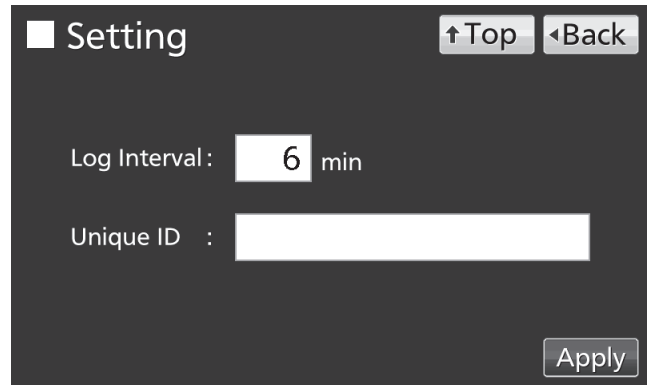 Setting
↑Top
◂Back
Log Interval: 6 min
Unique ID :
Apply